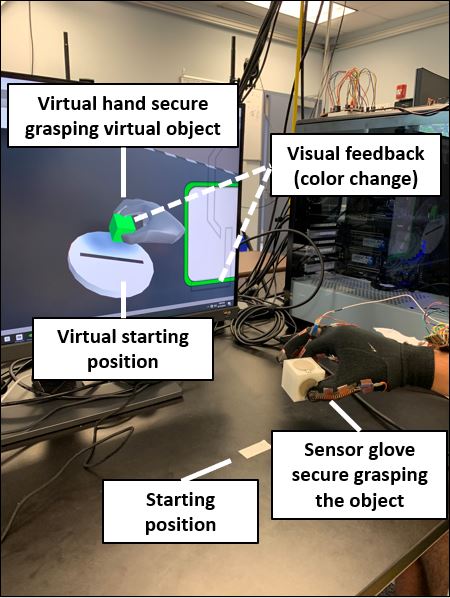 Virtual hand secure
grasping virtual object
Visual feedback
(color change)
Virtual starting
position
Sensor glove
secure grasping
the object
Starting
position